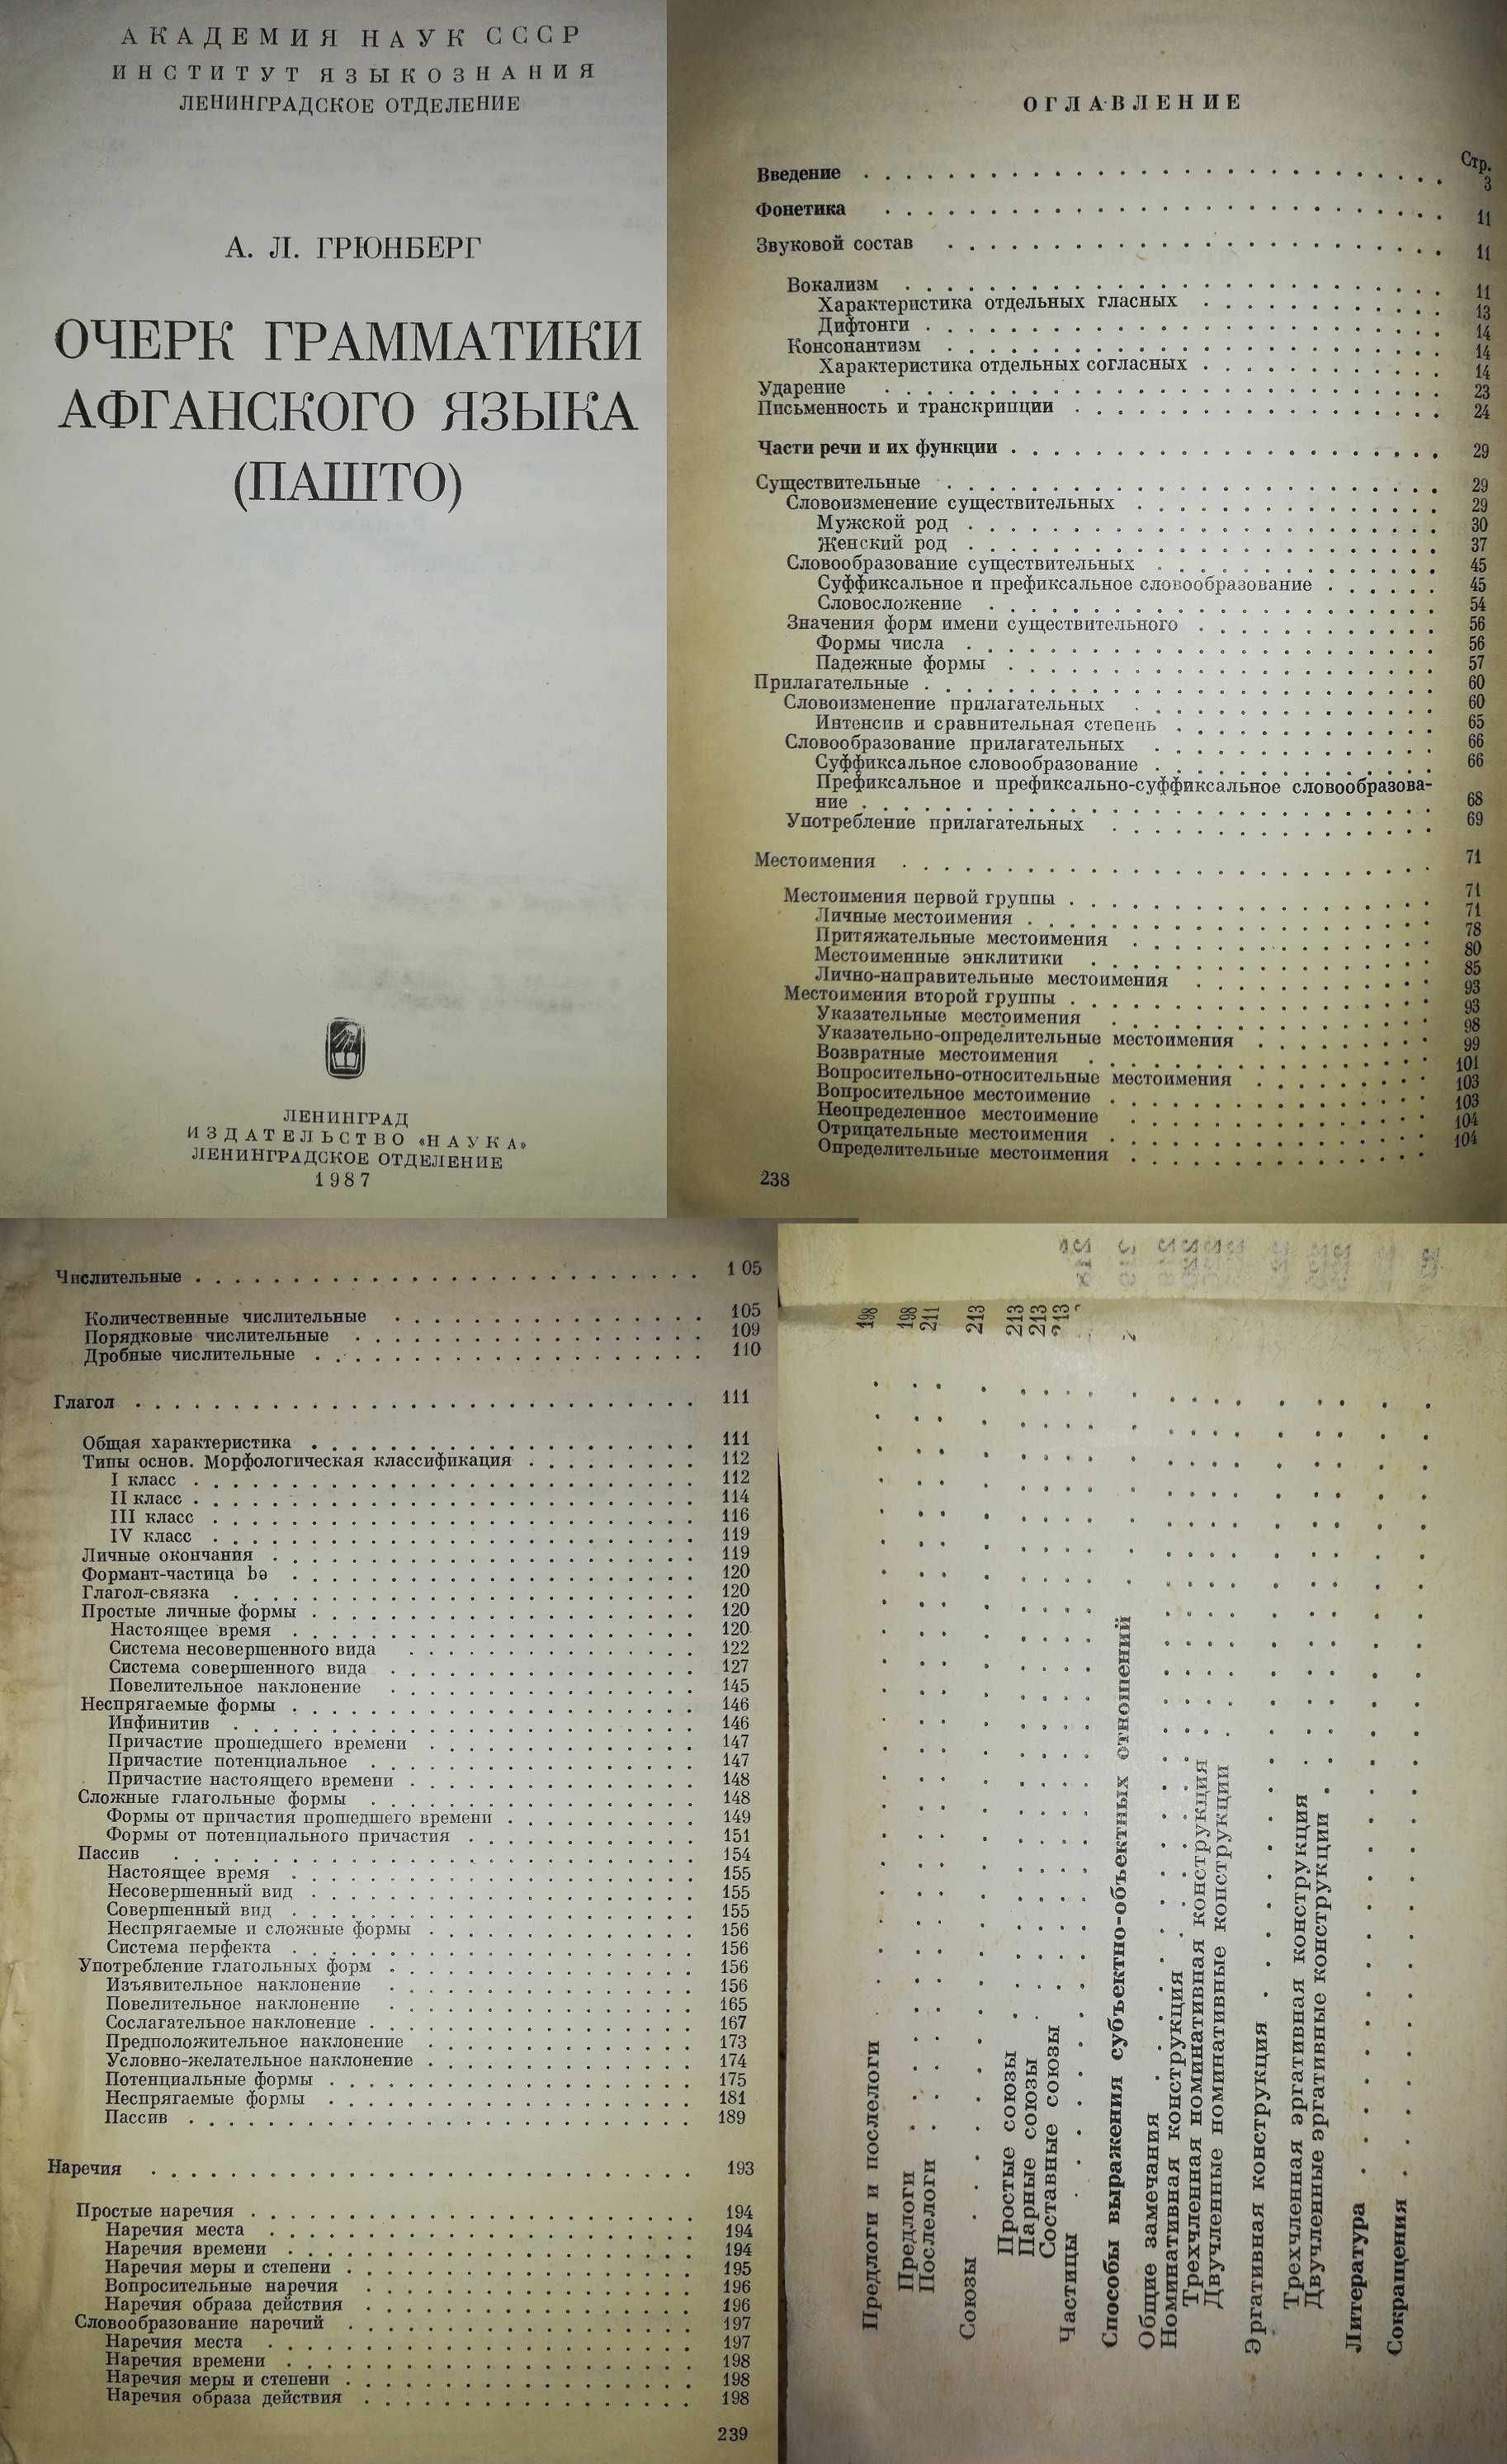 АКАДЕМИЯ НАУК СССР
ИНСТИТУТ ЯЗЫКОЗНАНИЯ
ЛЕНИНГРАДСКОЕ ОТДЕЛЕНИЕ
А. Л. ГРЮНБЕРГ
ОЧЕРК ГРАММАТИКИ
АФГАНСКОГО ЯЗЫКА
(ПАШТО)
ЛЕНИНГРАД
ИЗДАТЕЛЬСТВО «НАУКА»
ЛЕНИНГРАДСКОЕ ОТДЕЛЕНИЕ
1987
ОГЛАВЛЕНИЕ
Стр.
Введение 3
Фонетика 11
Звуковой состав 11
Вокализм 11
Характеристика отдельных гласных 13
Дифтонги 14
Консонантизм 14
Характеристика отдельных согласных 14
Ударение 23
Письменность и транскрипции 24
Части речи и их функции 29
Существительные 29
Словоизменение существительных 29
Мужской род 30
Женский род 37
Словообразование существительных 45
Суффиксальное и префиксальное словообразование 45
Словосложение 54
Значения форм имени существительного 56
Формы числа 56
Падежные формы 57
Прилагательные 60
Словоизменение прилагательных 60
Интенсив и сравнительная степень 65
Словообразование прилагательных 66
Суффиксальное словообразование 66
Префиксальное и префиксально-суффиксальное словообразова-
ние 68
Употребление прилагательных 69
Местоимения 71
Местоимения первой группы 71
Личные местоимения 71
Притяжательные местоимения 78
Местоименные энклитики 80
Лично-направительные местоимения 85
Местоимения второй группы 93
Указательные местоимения 93
Указательно-определительные местоимения 98
Возвратные местоимения 99
Вопросительно-относительные местоимения 101
Вопросительное местоимение 103
Неопределенное местоимение 103
Отрицательные местоимения 104
Определительные местоимения 104
238
Числительные 105
Количественные числительные 105
Порядковые числительные 109
Дробные числительные 110
Глагол 111
Общая характеристика 111
Типы основ. Морфологическая классификация 112
I класс 112
II класс 114
III класс 116
IV класс 119
Личные окончания 119
Формант-частица bə 120
Глагол-связка 120
Простые личные формы 120
Настоящее время 120
Система несовершенного вида 122
Система совершенного вида 127
Повелительное наклонение 145
Неспрягаемые формы 146
Инфинитив 146
Причастие прошедшего времени 147
Причастие потенциальное 147
Причастие настоящего времени 148
Сложные глагольные формы 148
Формы от причастия прошедшего времени 149
Формы от потенциального причастия 151
Пассив 154
Настоящее время 155
Несовершенный вид 155
Совершенный вид 155
Неспрягаемые и сложные формы 156
Система перфекта 156
Употребление глагольных форм 156
Изъявительное наклонение 156
Повелительное наклонение 165
Сослагательное наклонение 167
Предположительное наклонение 173
Условно-желательное наклонение 174
Потенциальные формы 175
Неспрягаемые формы 181
Пассив 189
Наречия 193
Простые наречия 194
Наречия места 194
Наречия времени 194
Наречия меры и степени 195
Вопросительные наречия 196
Наречия образа действия 196
Словообразование наречий 197
Наречия места 197
Наречия времени 198
Наречия меры и степени 198
Наречия образа действия 198
239
Предлоги и послелоги 198
Предлоги 198
Послелоги 211
Союзы 213
Простые союзы 213
Парные союзы 213
Составные союзы 213
Частицы
Способы выражения субъектно-объектных отношений
Общие замечания
Номинативная конструкция
Трехчленная номинативная конструкция
Двучленные номинативные конструкции
Эргативная конструкция
Трехчленная эргативная конструкция
Двучленные эргативные конструкции
Литература
Сокращения